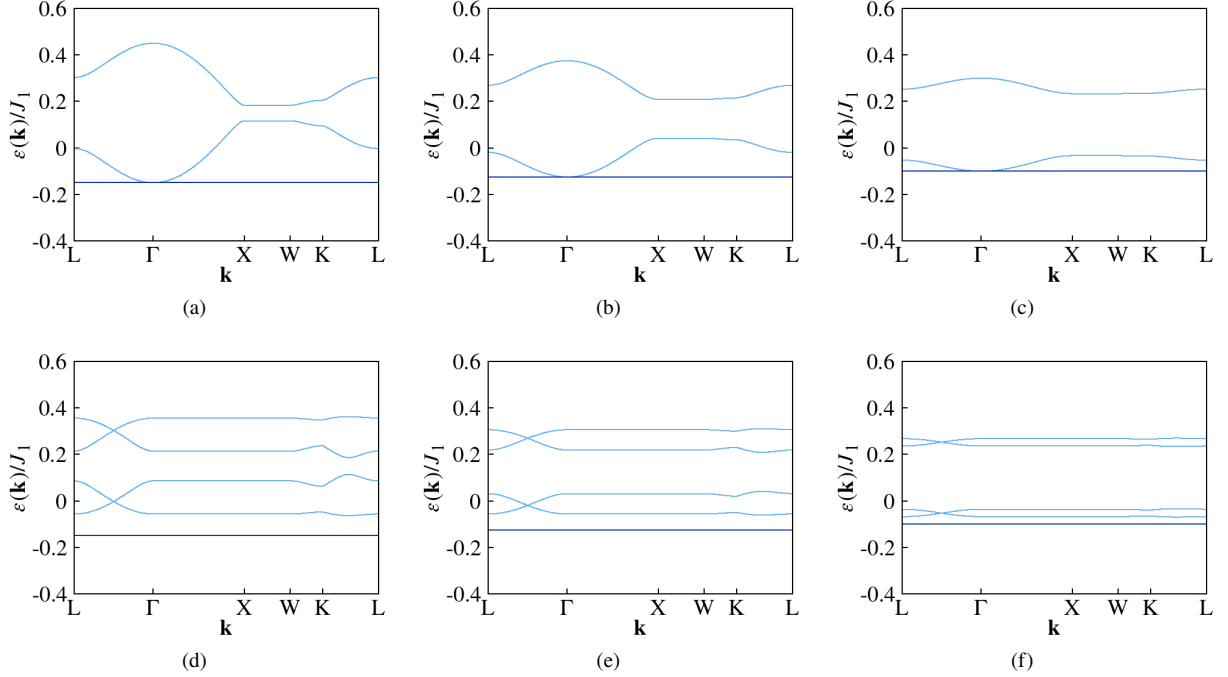 0.6 0.6 0.6
0.4 0.4 0.4
0.2 0.2 0.2
0 0 0
-0.2 -0.2 -0.2
-0.4 -0.4 -0.4
ε(k)/J₁ ε(k)/J₁ ε(k)/J₁
L Γ X W K L L Γ X W K L L Γ X W K L
k k k
(a) (b) (c)
0.6 0.6 0.6
0.4 0.4 0.4
0.2 0.2 0.2
0 0 0
-0.2 -0.2 -0.2
-0.4 -0.4 -0.4
ε(k)/J₁ ε(k)/J₁ ε(k)/J₁
L Γ X W K L L Γ X W K L L Γ X W K L
k k k
(d) (e) (f)